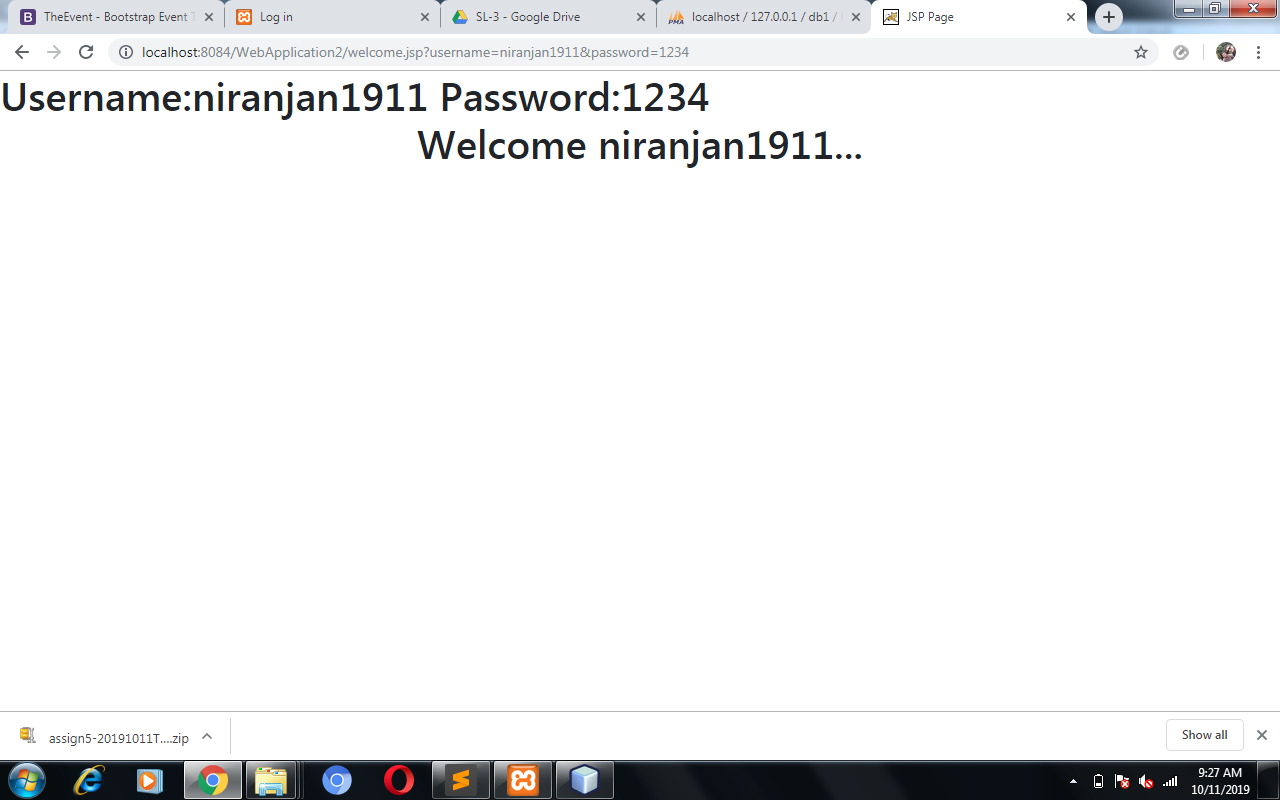 TheEvent - Bootstrap Event
Log in
SL-3 - Google Drive
localhost / 127.0.0.1 / db1 /
JSP Page
localhost:8084/WebApplication2/welcome.jsp?username=niranjan1911&password=1234
Username:niranjan1911 Password:1234
Welcome niranjan1911...
assign5-20191011T....zip
Show all
9:27 AM
10/11/2019